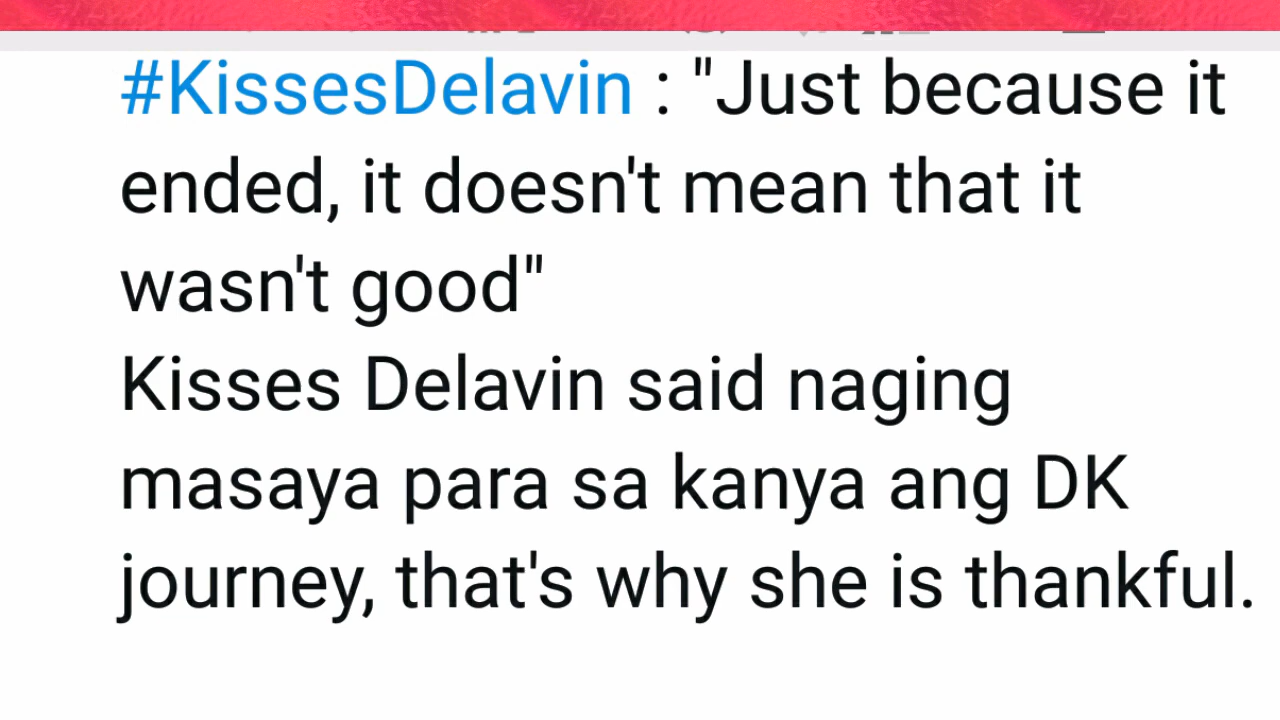 #KissesDelavin : "Just because it
ended, it doesn't mean that it
wasn't good"
Kisses Delavin said naging
masaya para sa kanya ang DK
journey, that's why she is thankful.